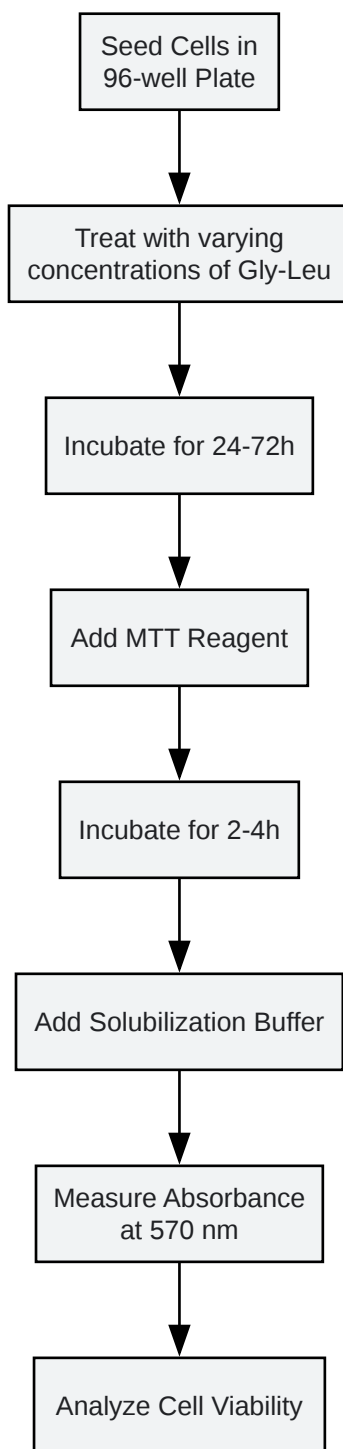 Seed Cells in
96-well Plate
Treat with varying
concentrations of Gly-Leu
Incubate for 24-72h
Add MTT Reagent
Incubate for 2-4h
Add Solubilization Buffer
Measure Absorbance
at 570 nm
Analyze Cell Viability